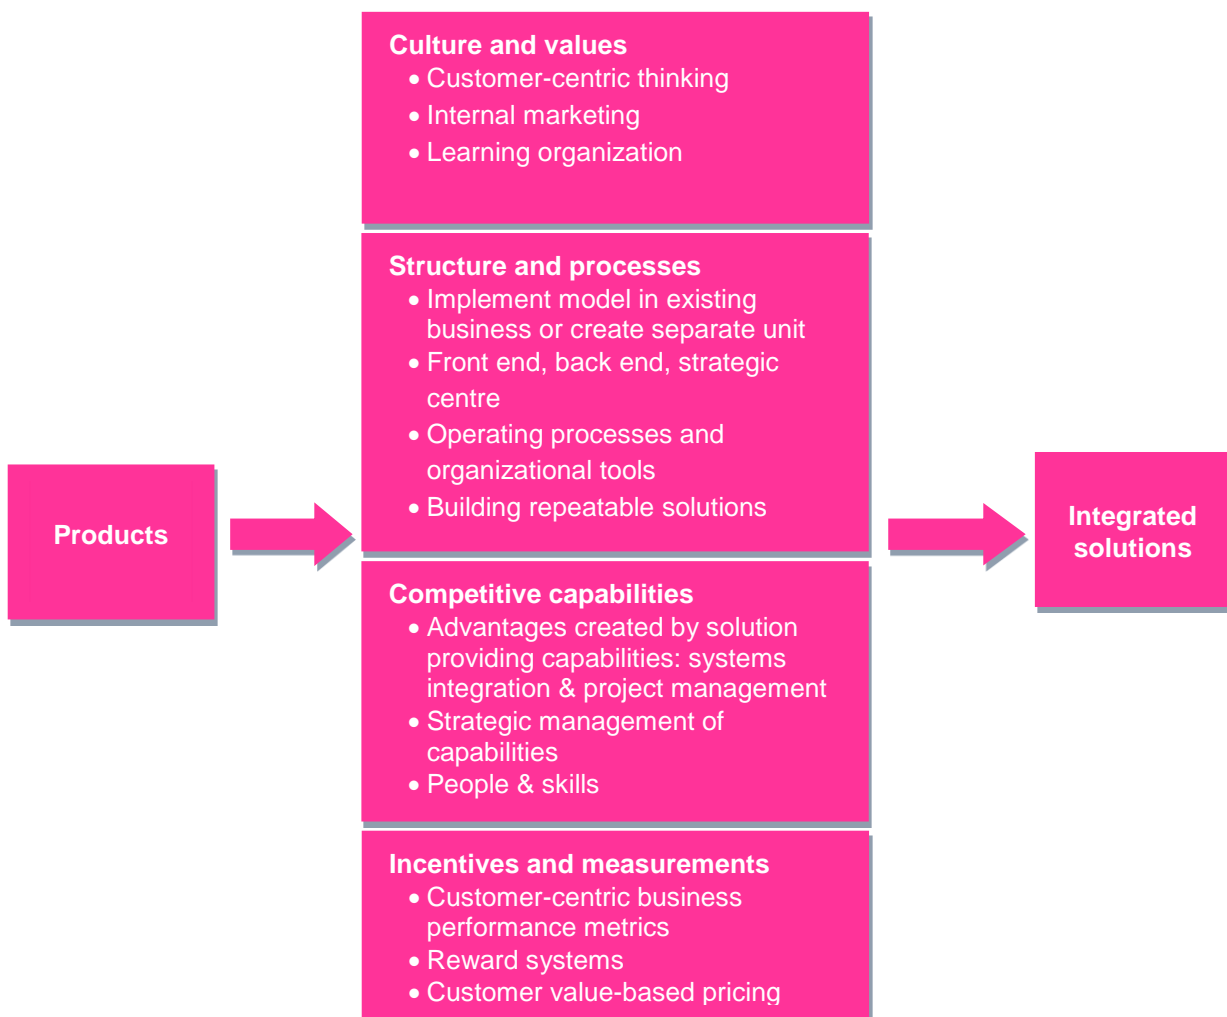 Culture and values
• Customer-centric thinking
• Internal marketing
• Learning organization
Structure and processes
• Implement model in existing
business or create separate unit
• Front end, back end, strategic
centre
• Operating processes and
organizational tools
• Building repeatable solutions
Products
Integrated
solutions
Competitive capabilities
• Advantages created by solution
providing capabilities: systems
integration & project management
• Strategic management of
capabilities
• People & skills
Incentives and measurements
• Customer-centric business
performance metrics
• Reward systems
• Customer value-based pricing